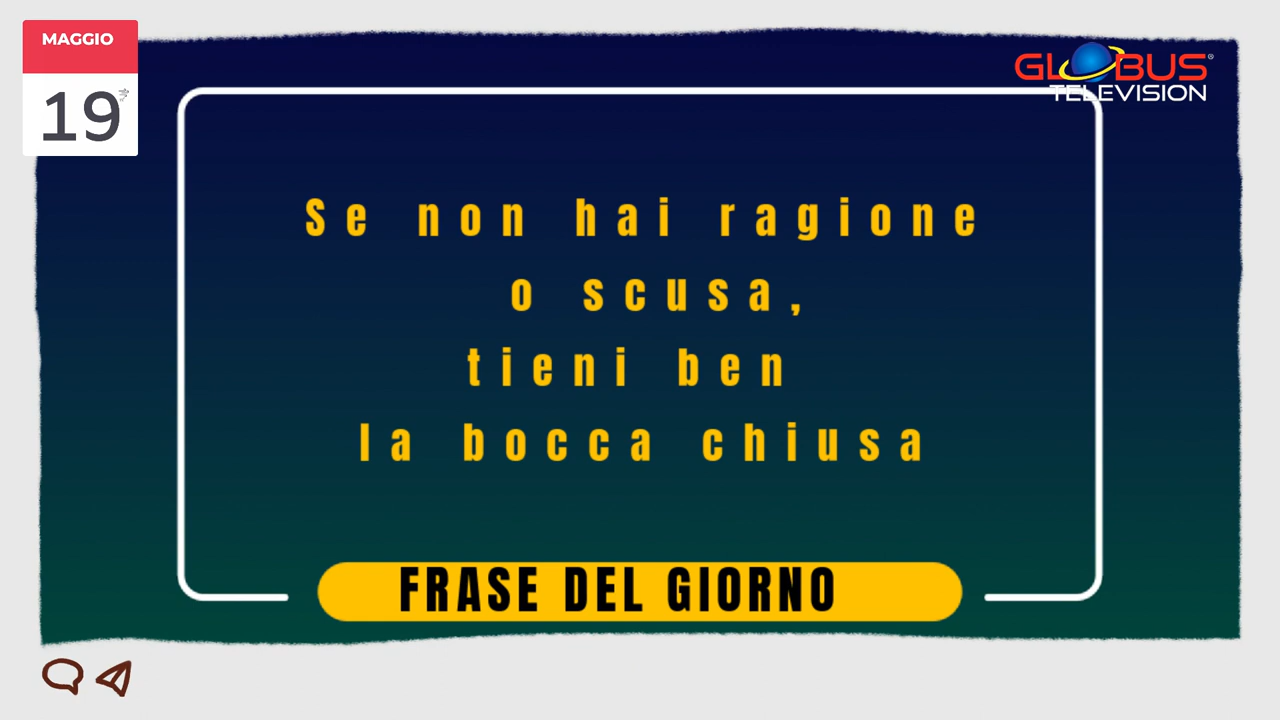 MAGGIO
19
GLOBUS®
TELEVISION
Se non hai ragione
o scusa,
tieni ben
la bocca chiusa
FRASE DEL GIORNO